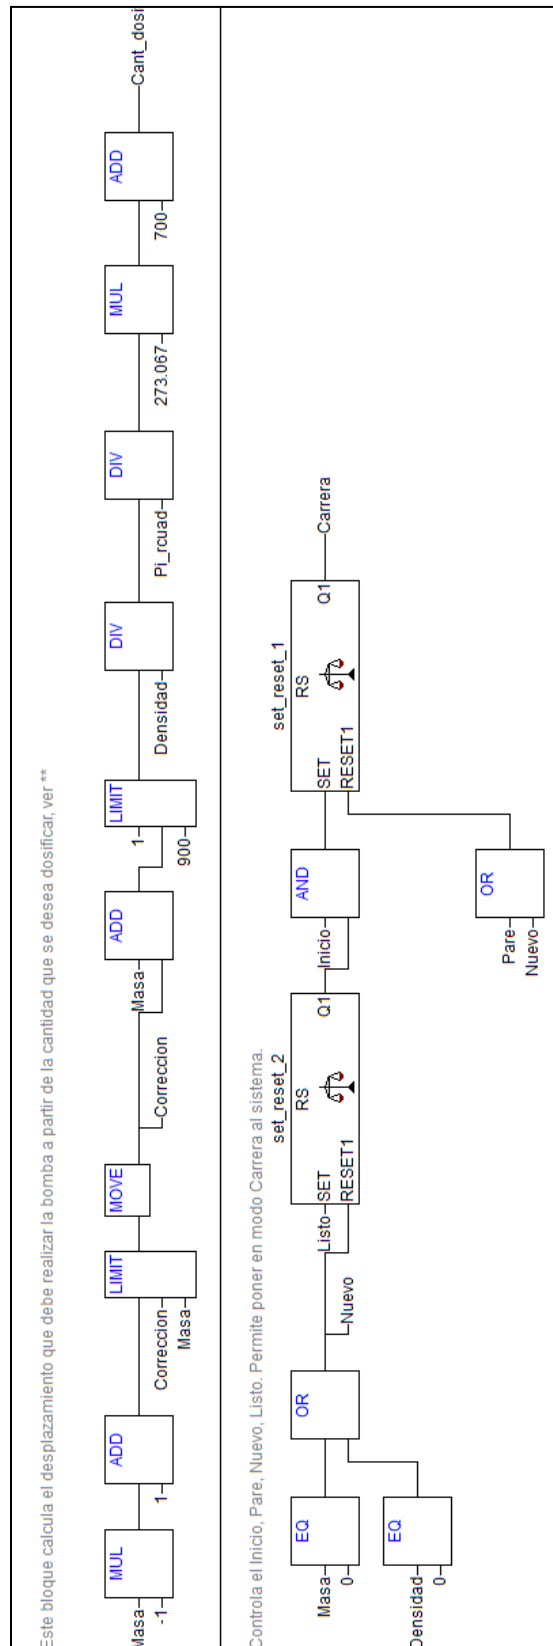 Este bloque calcula el desplazamiento que debe realizar la bomba a partir de la cantidad que se desea dosificar, ver **
Masa
-1
MUL
1
ADD
LIMIT
Correccion
Masa
MOVE
Correccion
Masa
ADD
1
LIMIT
900
Densidad
DIV
Pi_rcuad
DIV
273.067
MUL
700
ADD
Cant_dosi
Controla el Inicio, Pare, Nuevo, Listo. Permite poner en modo Carrera al sistema.
Masa
0
EQ
Densidad
0
EQ
OR
Nuevo
set_reset_2
RS
Listo
SET
RESET1
Q1
Inicio
AND
Pare
Nuevo
OR
set_reset_1
RS
SET
RESET1
Q1
Carrera